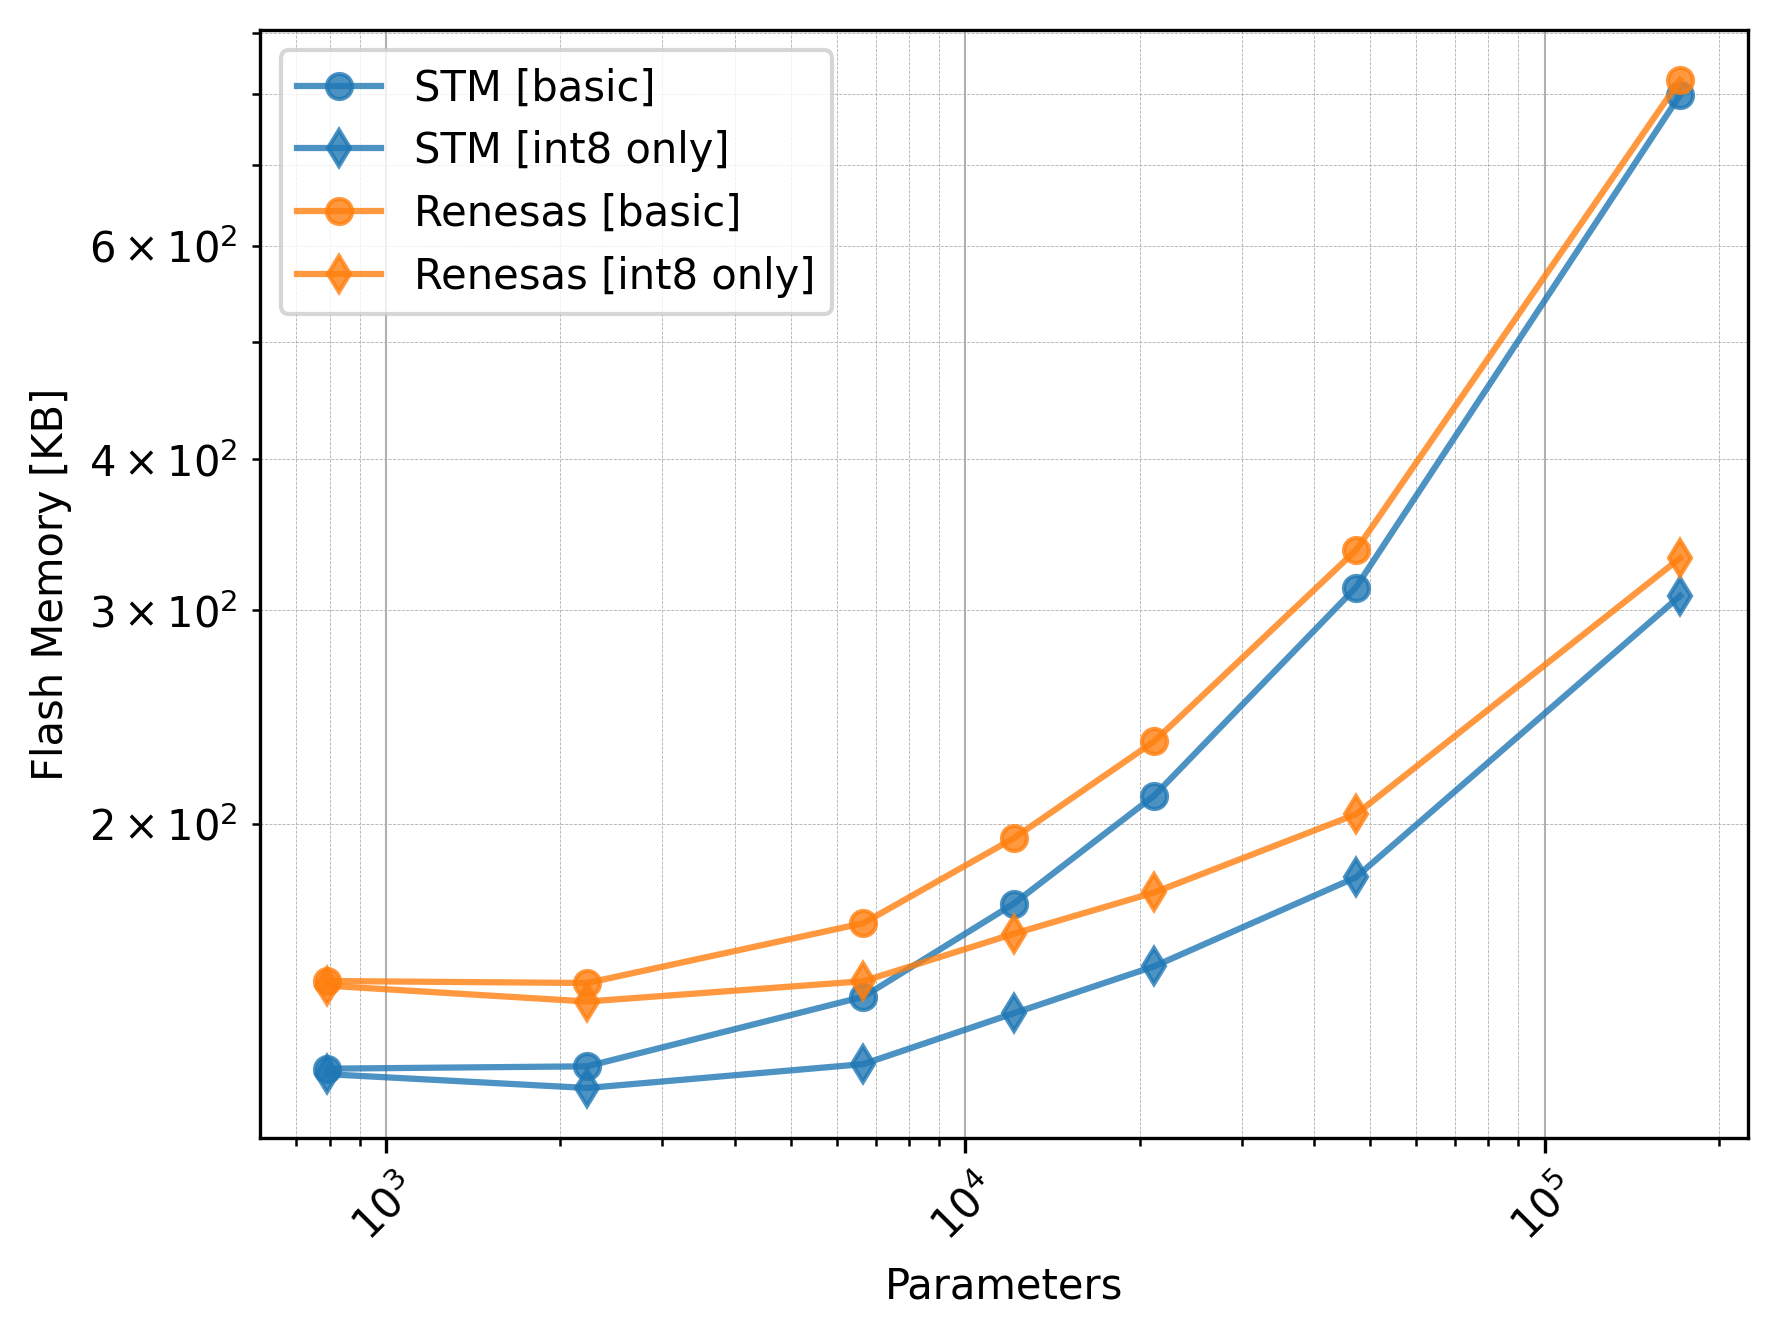 STM [basic]
STM [int8 only]
Renesas [basic]
Renesas [int8 only]
Flash Memory [KB]
6 × 10²
4 × 10²
3 × 10²
2 × 10²
10³
10⁴
10⁵
Parameters